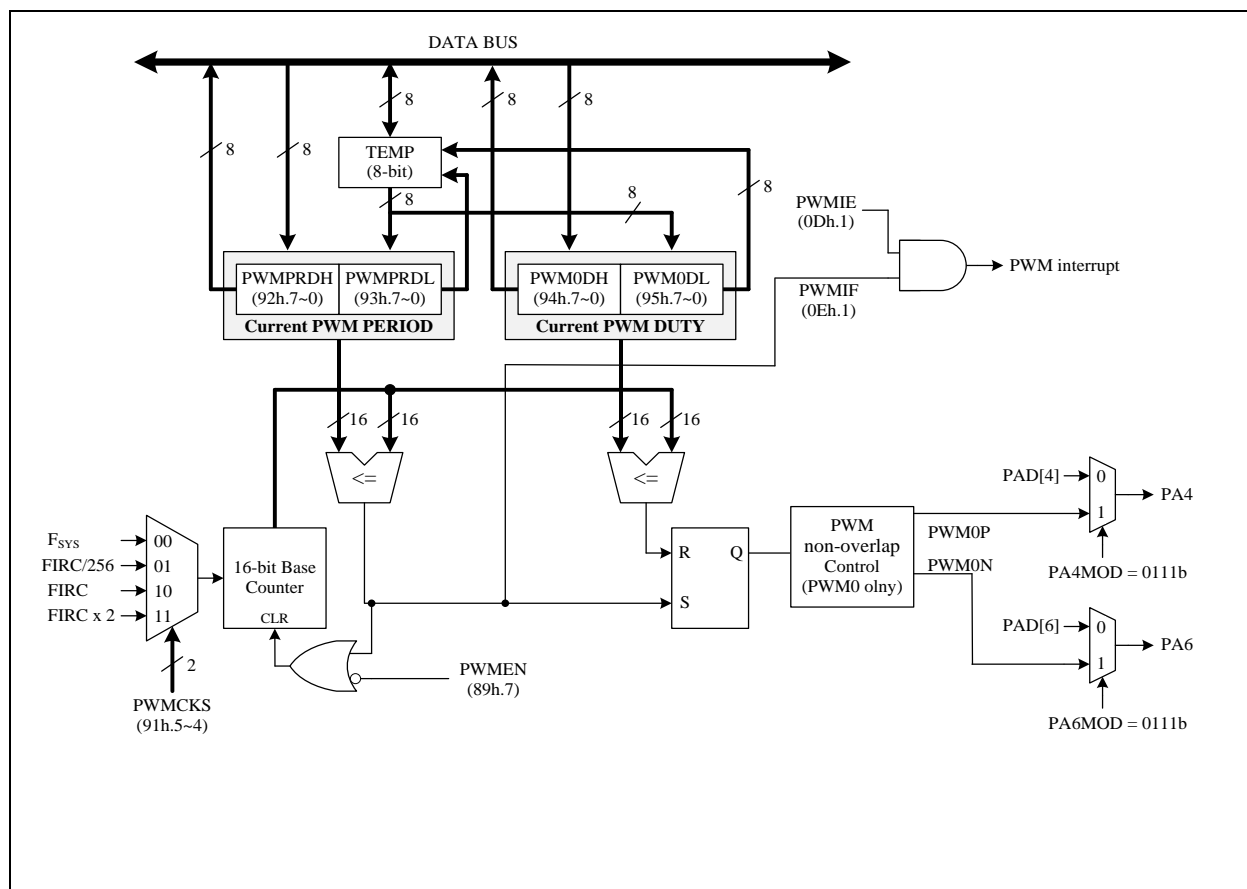 DATA BUS
8
8
8
8
8
TEMP
(8-bit)
8
8
8
PWMPRDH
(92h.7~0)
PWMPRDL
(93h.7~0)
Current PWM PERIOD
PWM0DH
(94h.7~0)
PWM0DL
(95h.7~0)
Current PWM DUTY
PWMIE
(0Dh.1)
PWMIF
(0Eh.1)
PWM interrupt
16
16
16
16
<=
<=
FSYS
FIRC/256
FIRC
FIRC x 2
00
01
10
11
2
PWMCKS
(91h.5~4)
16-bit Base
Counter
CLR
PWMEN
(89h.7)
R
S
Q
PWM
non-overlap
Control
(PWM0 olny)
PWM0P
PWM0N
PAD[4]
0
1
PA4
PA4MOD = 0111b
PAD[6]
0
1
PA6
PA6MOD = 0111b